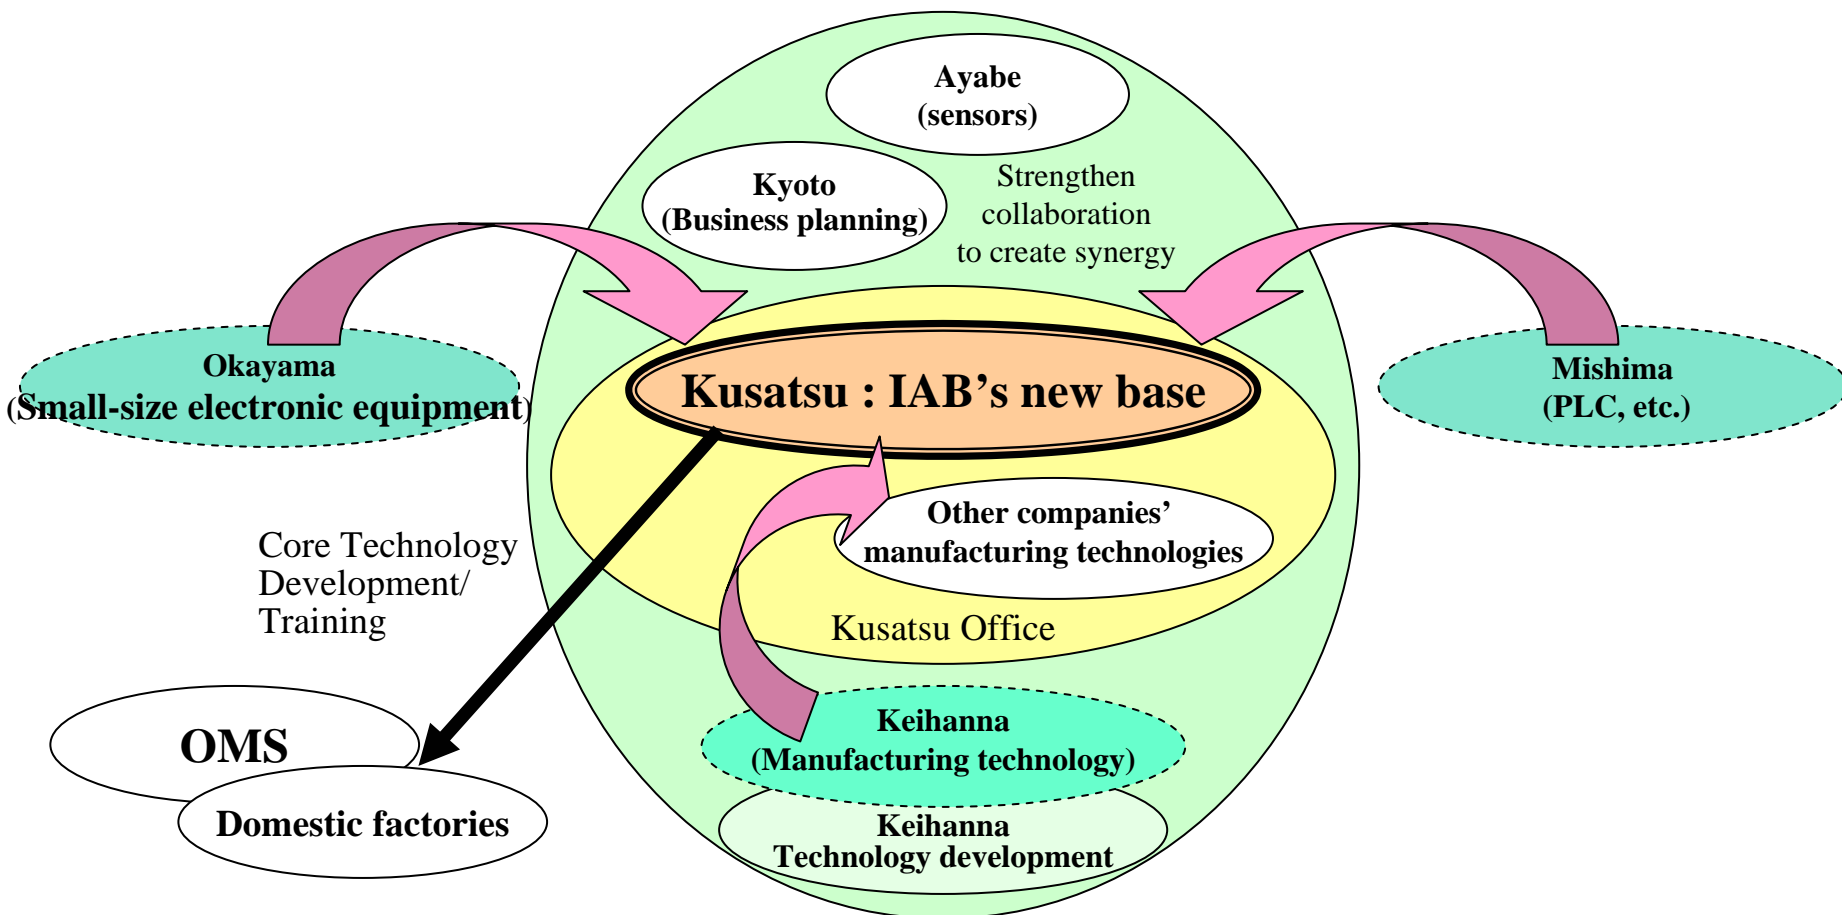 Ayabe
(sensors)
Kyoto
(Business planning)
Strengthen
collaboration
to create synergy
Okayama
(Small-size electronic equipment)
Kusatsu : IAB’s new base
Mishima
(PLC, etc.)
Other companies’
manufacturing technologies
Core Technology
Development/
Training
Kusatsu Office
OMS
Domestic factories
Keihanna
(Manufacturing technology)
Keihanna
Technology development